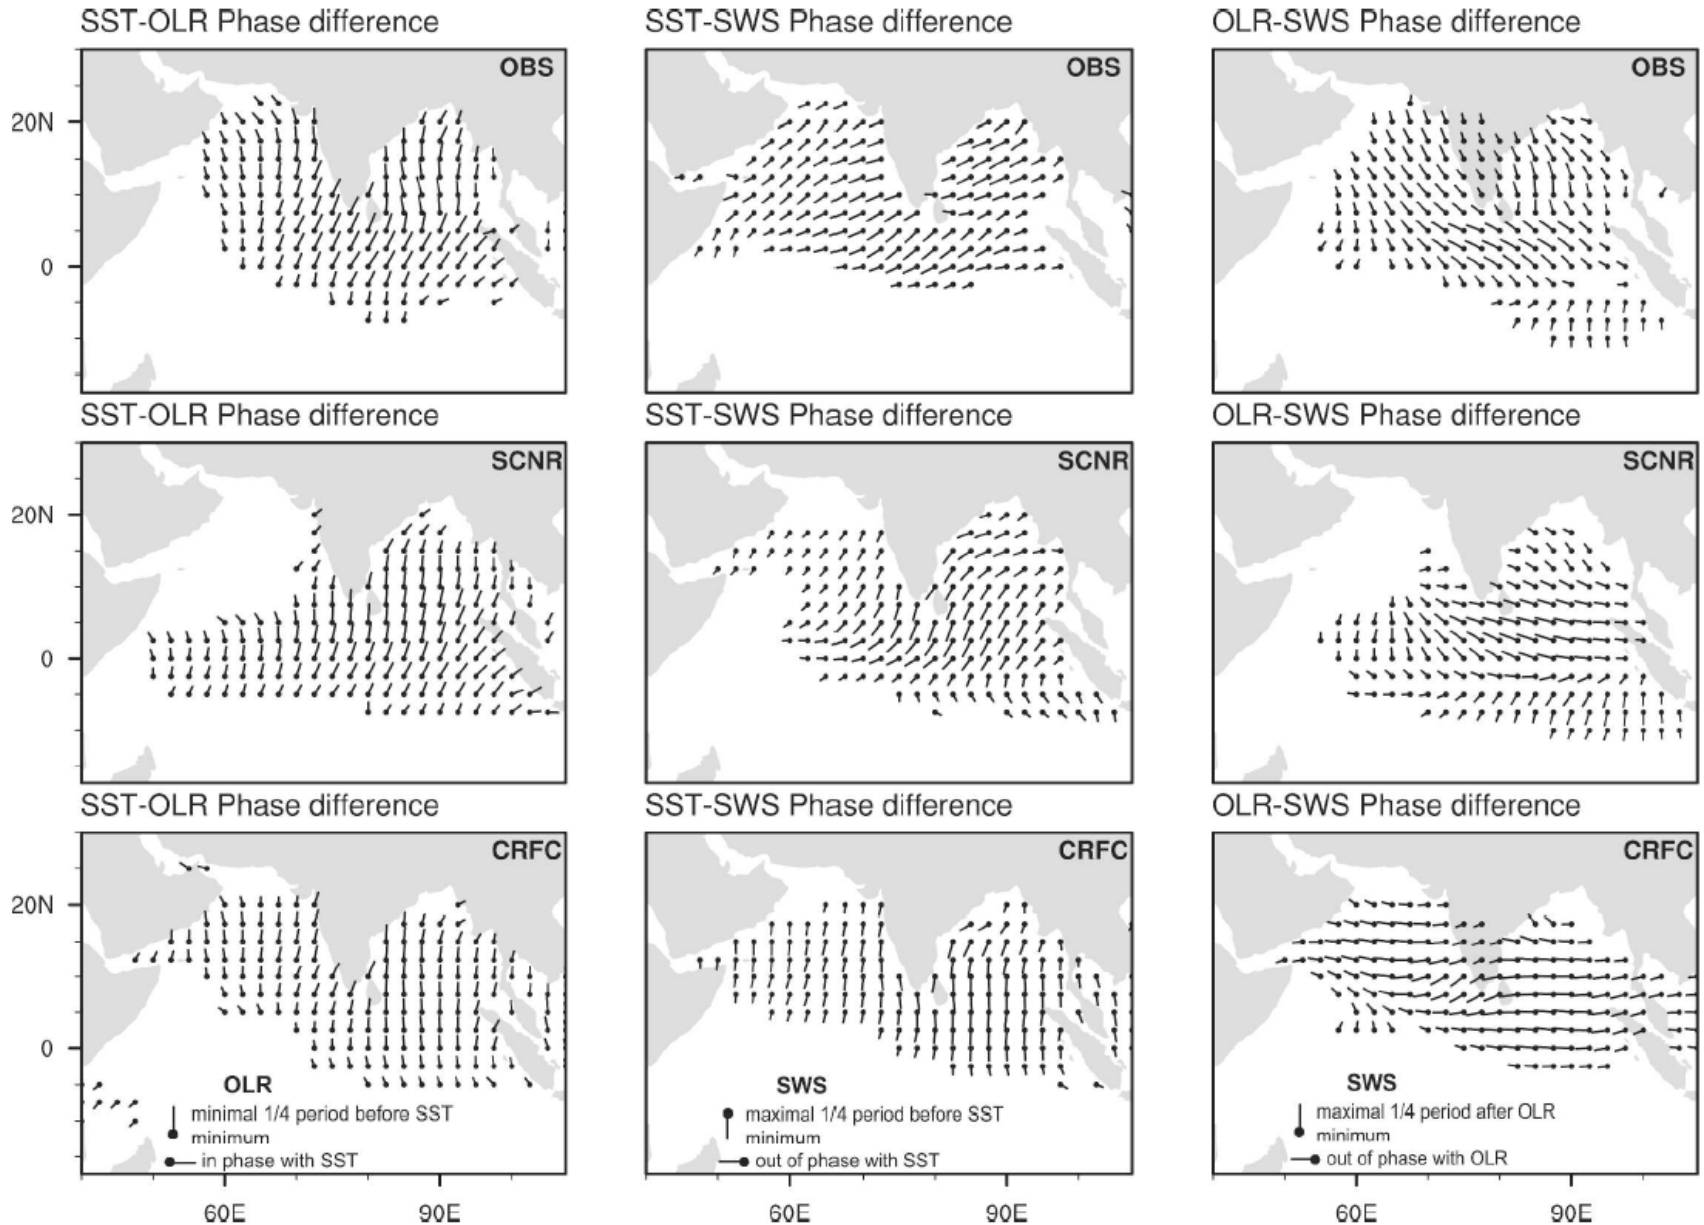 SST-OLR Phase difference SST-SWS Phase difference OLR-SWS Phase difference
OBS OBS OBS
20N
0
SST-OLR Phase difference SST-SWS Phase difference OLR-SWS Phase difference
SCNR SCNR SCNR
20N
0
SST-OLR Phase difference SST-SWS Phase difference OLR-SWS Phase difference
CRFC CRFC CRFC
20N
0
OLR
minimal 1/4 period before SST
minimum
in phase with SST
SWS
maximal 1/4 period before SST
minimum
out of phase with SST
SWS
maximal 1/4 period after OLR
minimum
out of phase with OLR
60E 90E 60E 90E 60E 90E